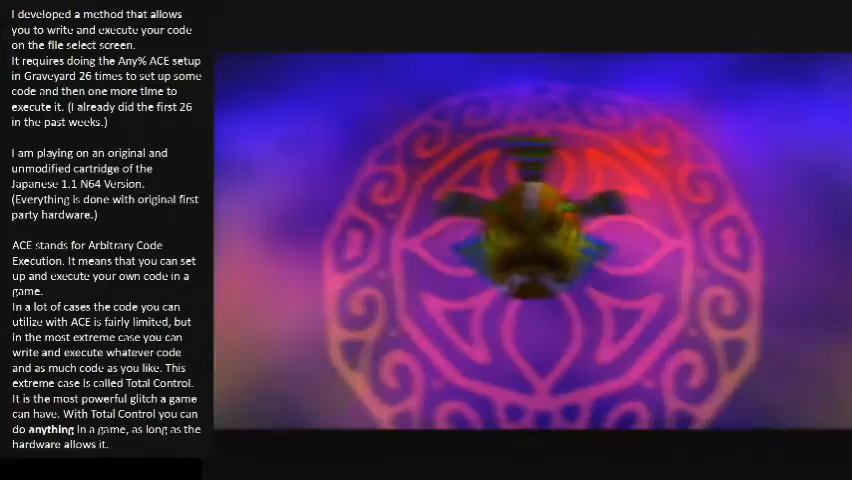 I developed a method that allows
you to write and execute your code
on the file select screen.
It requires doing the Any% ACE setup
in Graveyard 26 times to set up some
code and then one more time to
execute it. (I already did the first 26
in the past weeks.)
I am playing on an original and
unmodified cartridge of the
Japanese 1.1 N64 Version.
(Everything is done with original first
party hardware.)
ACE stands for Arbitrary Code
Execution. It means that you can set
up and execute your own code in a
game.
In a lot of cases the code you can
utilize with ACE is fairly limited, but
in the most extreme case you can
write and execute whatever code
and as much code as you like. This
extreme case is called Total Control.
It is the most powerful glitch a game
can have. With Total Control you can
do anything in a game, as long as the
hardware allows it.